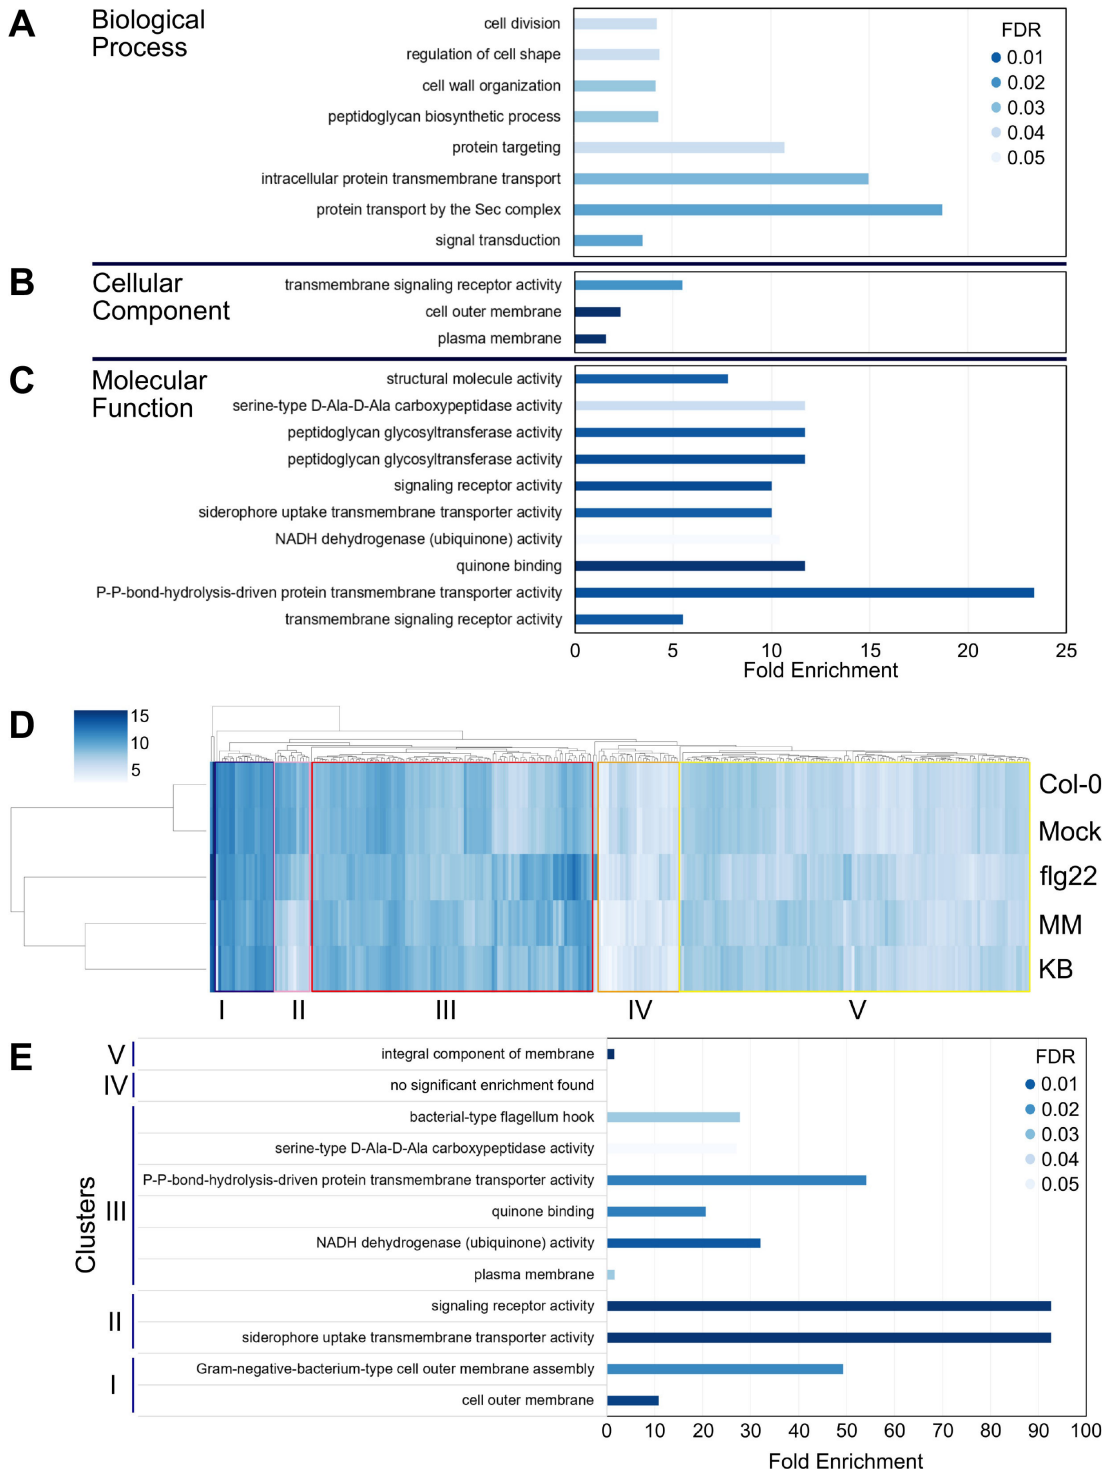 A
Biological
Process
cell division
regulation of cell shape
cell wall organization
peptidoglycan biosynthetic process
protein targeting
intracellular protein transmembrane transport
protein transport by the Sec complex
signal transduction
FDR
0.01
0.02
0.03
0.04
0.05
B
Cellular
Component
transmembrane signaling receptor activity
cell outer membrane
plasma membrane
C
Molecular
Function
structural molecule activity
serine-type D-Ala-D-Ala carboxypeptidase activity
peptidoglycan glycosyltransferase activity
peptidoglycan glycosyltransferase activity
signaling receptor activity
siderophore uptake transmembrane transporter activity
NADH dehydrogenase (ubiquinone) activity
quinone binding
P-P-bond-hydrolysis-driven protein transmembrane transporter activity
transmembrane signaling receptor activity
0 5 10 15 20 25
Fold Enrichment
D
15
10
5
Col-0
Mock
flg22
MM
KB
I II III IV V
E
Clusters
V
integral component of membrane
IV
no significant enrichment found
III
bacterial-type flagellum hook
serine-type D-Ala-D-Ala carboxypeptidase activity
P-P-bond-hydrolysis-driven protein transmembrane transporter activity
quinone binding
NADH dehydrogenase (ubiquinone) activity
plasma membrane
II
signaling receptor activity
siderophore uptake transmembrane transporter activity
I
Gram-negative-bacterium-type cell outer membrane assembly
cell outer membrane
FDR
0.01
0.02
0.03
0.04
0.05
0 10 20 30 40 50 60 70 80 90 100
Fold Enrichment